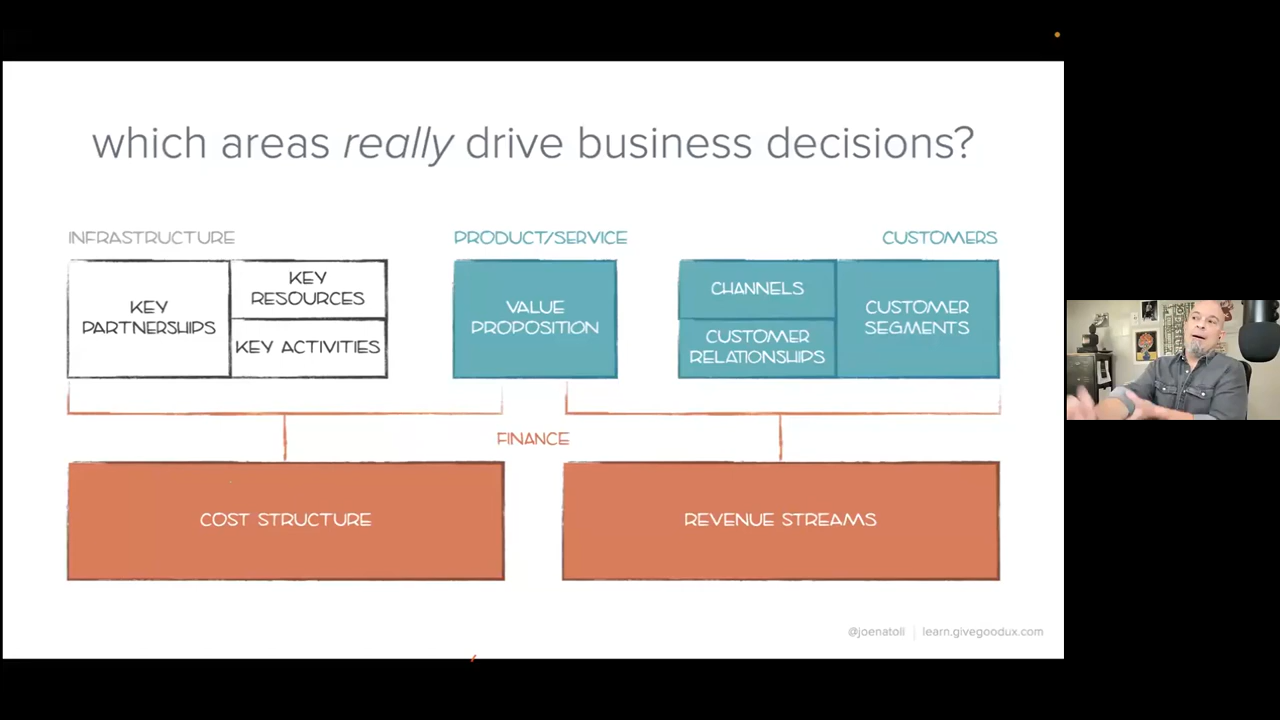 which areas really drive business decisions?
INFRASTRUCTURE
KEY
PARTNERSHIPS
KEY
RESOURCES
KEY ACTIVITIES
PRODUCT/SERVICE
VALUE
PROPOSITION
CUSTOMERS
CHANNELS
CUSTOMER
RELATIONSHIPS
CUSTOMER
SEGMENTS
FINANCE
COST STRUCTURE
REVENUE STREAMS
@joenatoli | learn.givegoodux.com